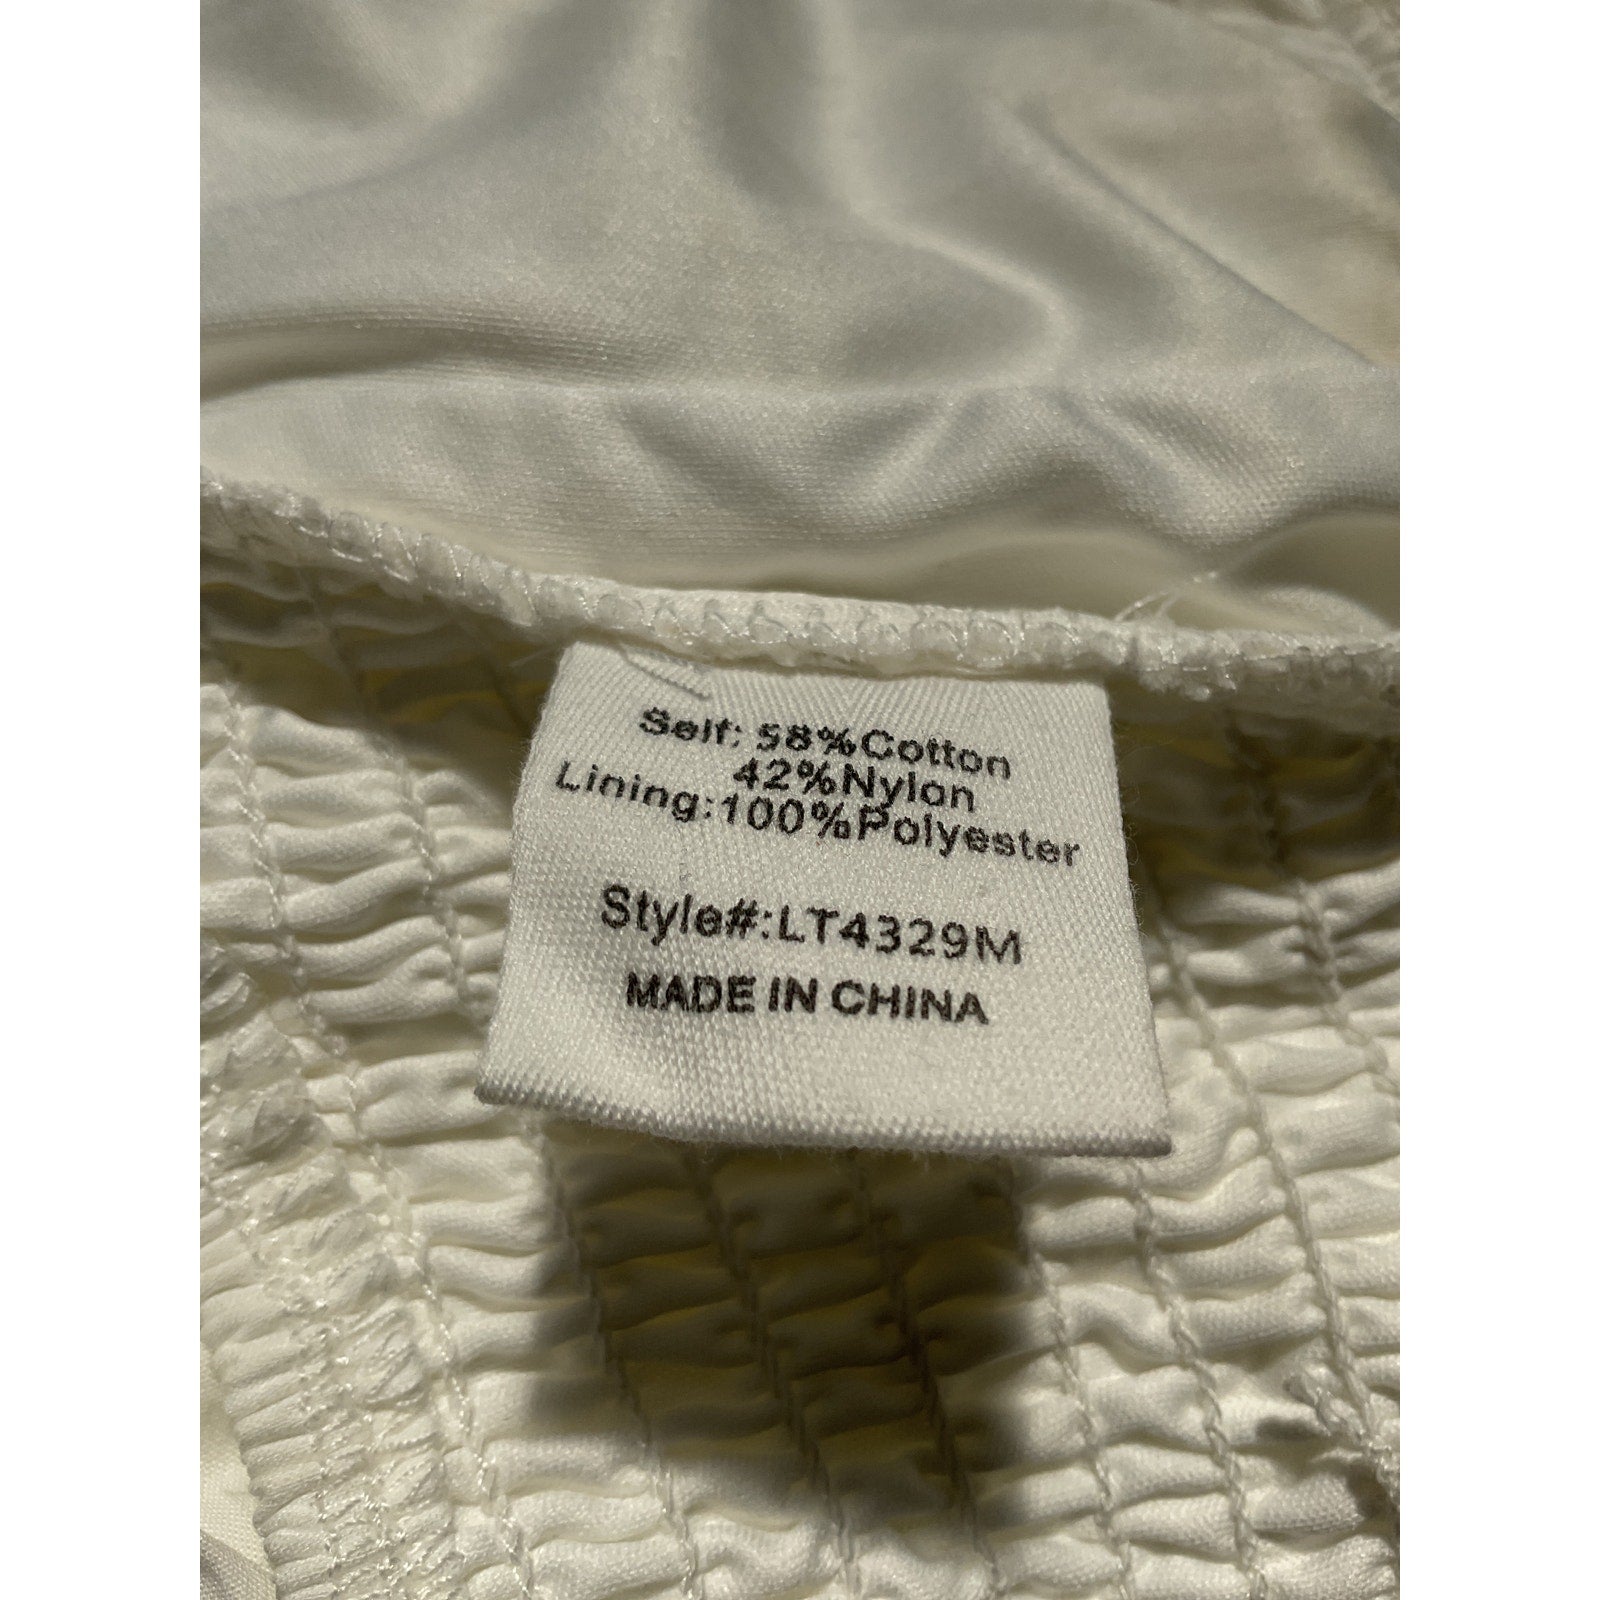 Self: 58%Cotton
42%Nylon
Lining:100%Polyester
Style#:LT4329M
MADE IN CHINA